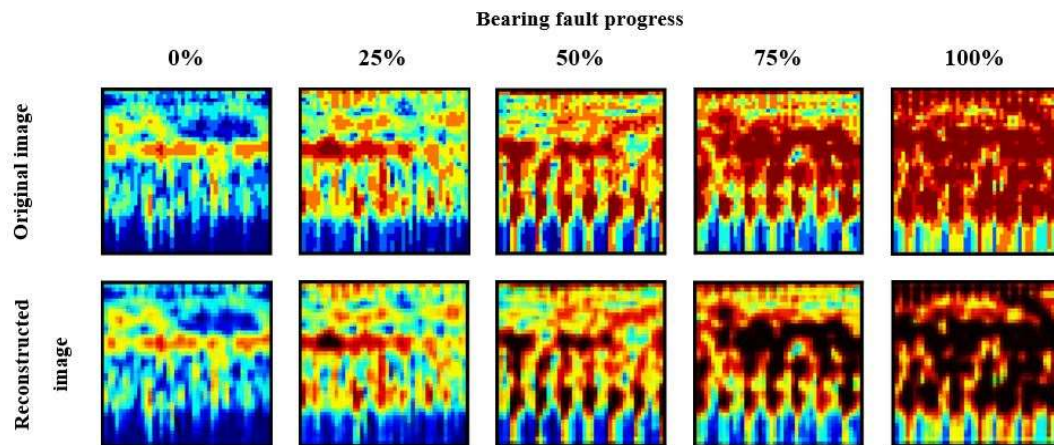 Bearing fault progress
0% 25% 50% 75% 100%
Original image
Reconstructed
image